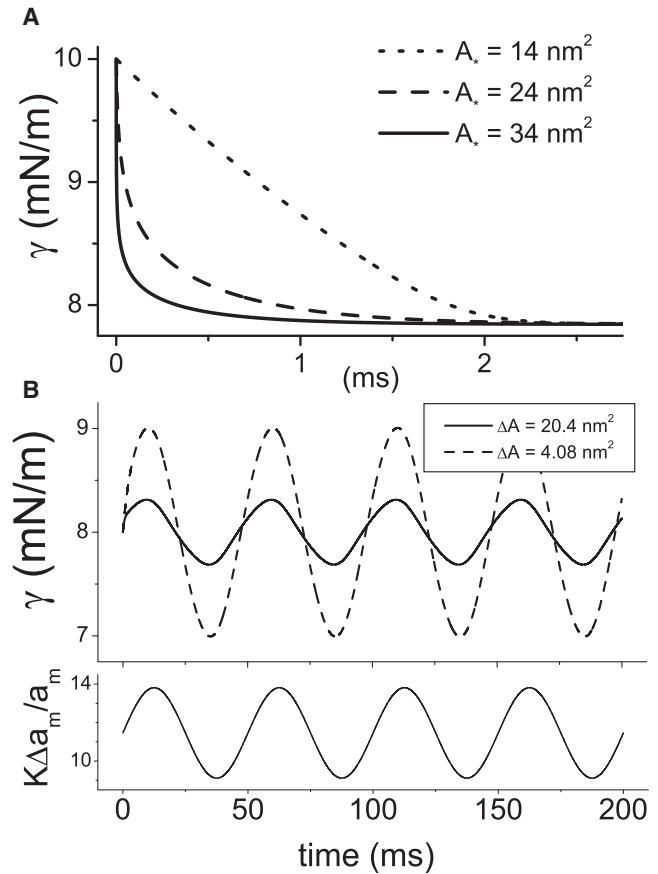 A
10
9
8
γ (mN/m)
A* = 14 nm²
A* = 24 nm²
A* = 34 nm²
0
1
2
(ms)
B
9
8
7
γ (mN/m)
ΔA = 20.4 nm²
ΔA = 4.08 nm²
14
10
KΔaₘ/aₘ
0
50
100
150
200
time (ms)